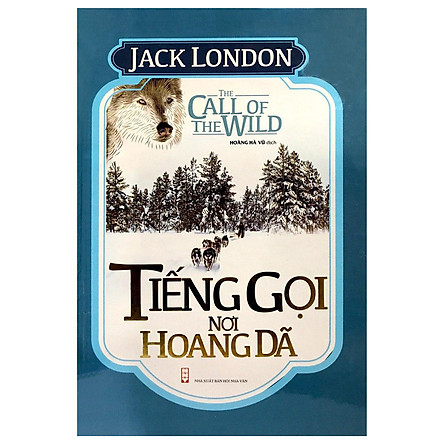 JACK LONDON
THE
CALL OF
THE WILD
HOÀNG HÀ VŨ dịch
TIẾNG GỌI
NƠI
HOANG DÃ
NHÀ XUẤT BẢN HỘI NHÀ VĂN